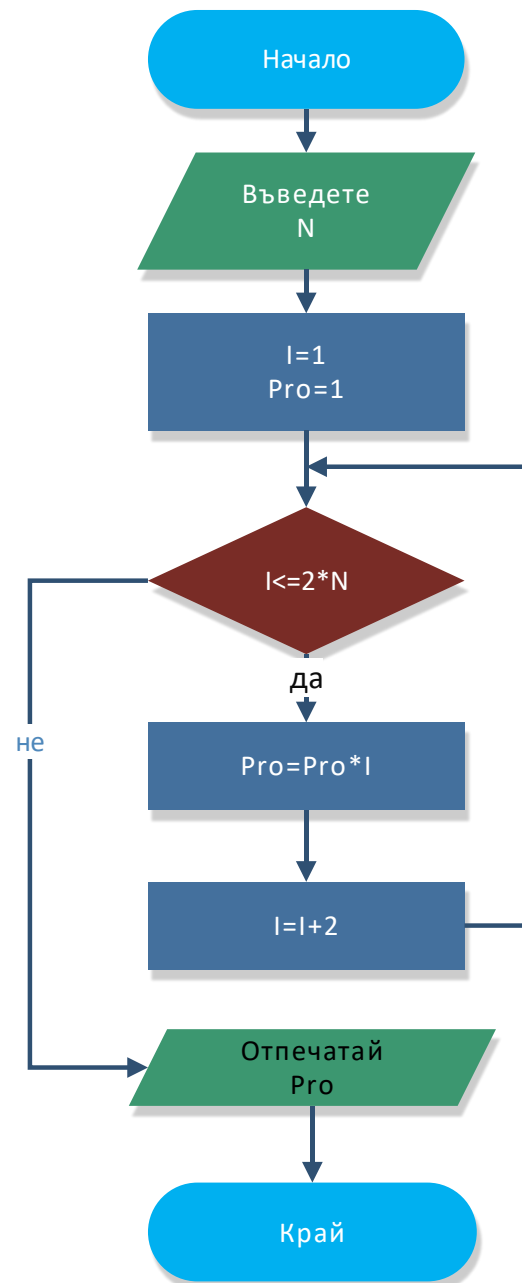 Начало
Въведете
N
I=1
Pro=1
I<=2*N
да
не
Pro=Pro*I
I=I+2
Отпечатай
Pro
Край